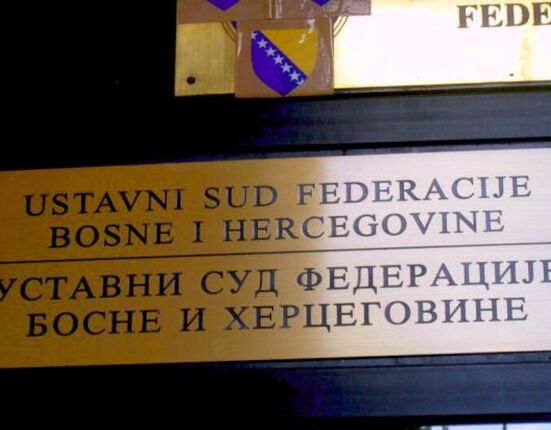 FEDE
USTAVNI SUD FEDERACIJE
BOSNE I HERCEGOVINE
УСТАВНИ СУД ФЕДЕРАЦИЈЕ
БОСНЕ И ХЕРЦЕГОВИНЕ